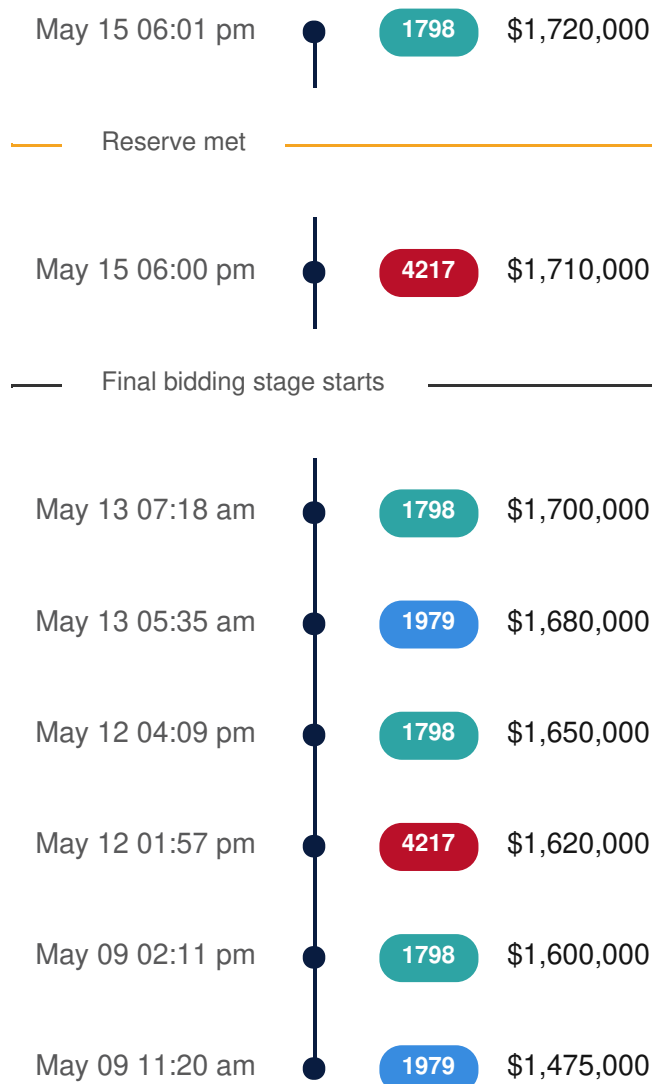 May 15 06:01 pm 1798 $1,720,000
Reserve met
May 15 06:00 pm 4217 $1,710,000
Final bidding stage starts
May 13 07:18 am 1798 $1,700,000
May 13 05:35 am 1979 $1,680,000
May 12 04:09 pm 1798 $1,650,000
May 12 01:57 pm 4217 $1,620,000
May 09 02:11 pm 1798 $1,600,000
May 09 11:20 am 1979 $1,475,000